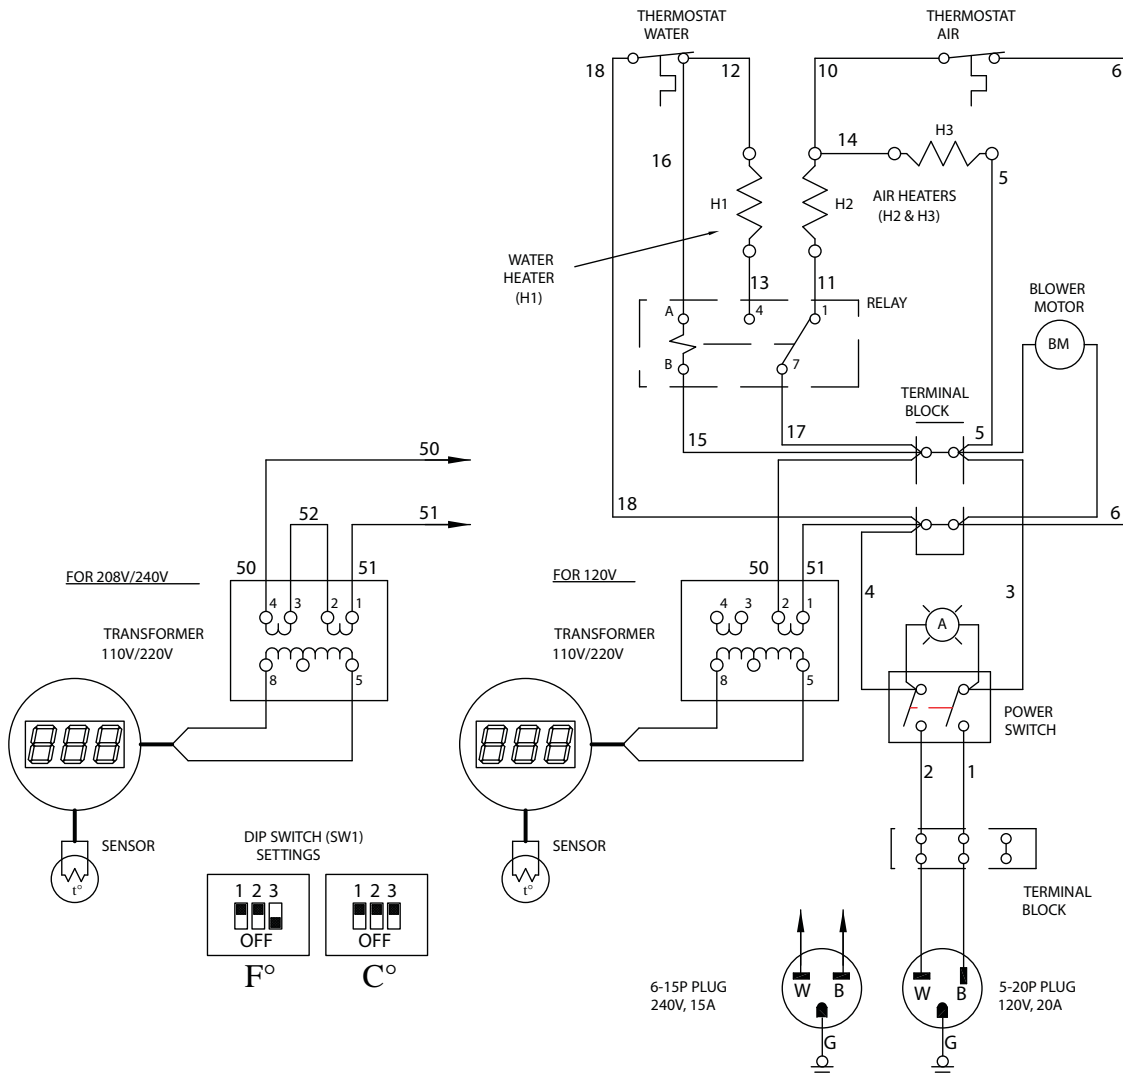 THERMOSTAT
WATER
THERMOSTAT
AIR
18
12
10
6
16
14
H3
5
H1
H2
AIR HEATERS
(H2 & H3)
WATER
HEATER
(H1)
13
11
RELAY
BLOWER
MOTOR
A
4
1
BM
B
7
TERMINAL
BLOCK
15
17
5
50
18
6
52
51
FOR 208V/240V
50
51
FOR 120V
50
51
4
3
4
3
2
1
4
3
2
1
A
TRANSFORMER
110V/220V
TRANSFORMER
110V/220V
8
5
8
5
POWER
SWITCH
2
1
DIP SWITCH (SW1)
SETTINGS
SENSOR
SENSOR
t°
t°
1 2 3
OFF
F°
1 2 3
OFF
C°
TERMINAL
BLOCK
6-15P PLUG
240V, 15A
W
B
G
W
B
G
5-20P PLUG
120V, 20A